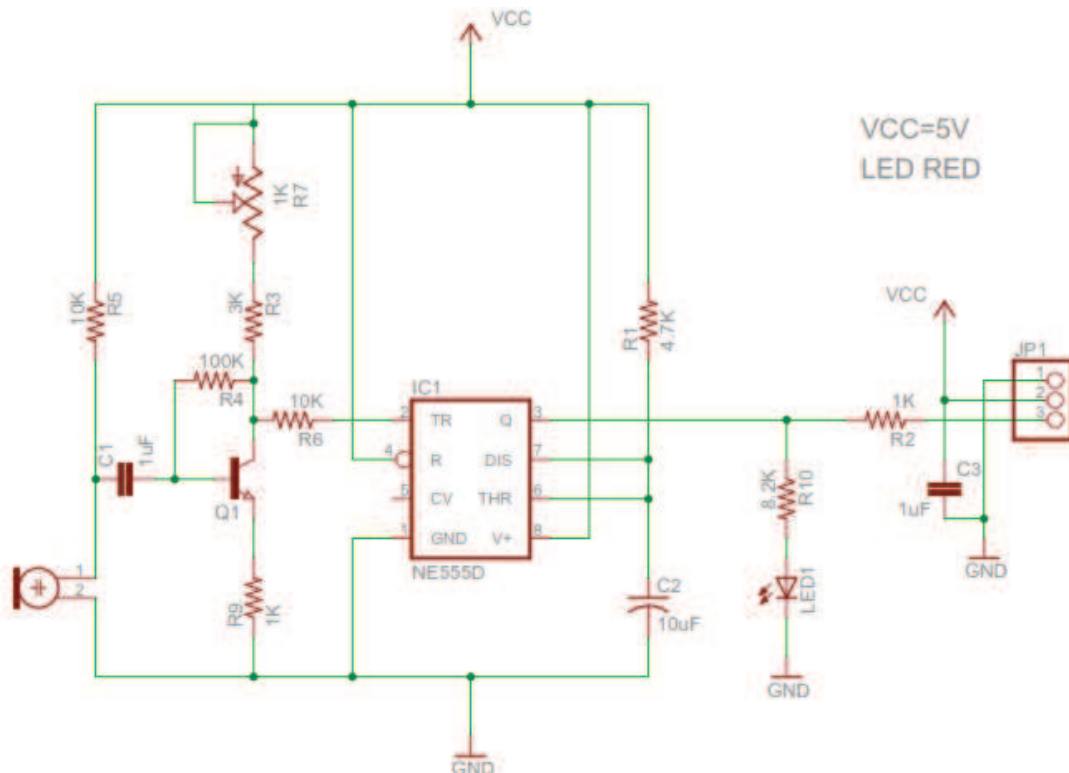 VCC
VCC=5V
LED RED
1K
R7
10K
R5
3K
R3
R1
4.7K
VCC
JP1
1
2
3
100K
R4
10K
R6
IC1
2
TR
Q
3
4
R
DIS
7
5
CV
THR
6
1
GND
V+
8
NE555D
1K
R2
C1
1uF
Q1
8.2K
R10
C3
1uF
GND
1
2
R9
1K
C2
10uF
LED1
GND
GND